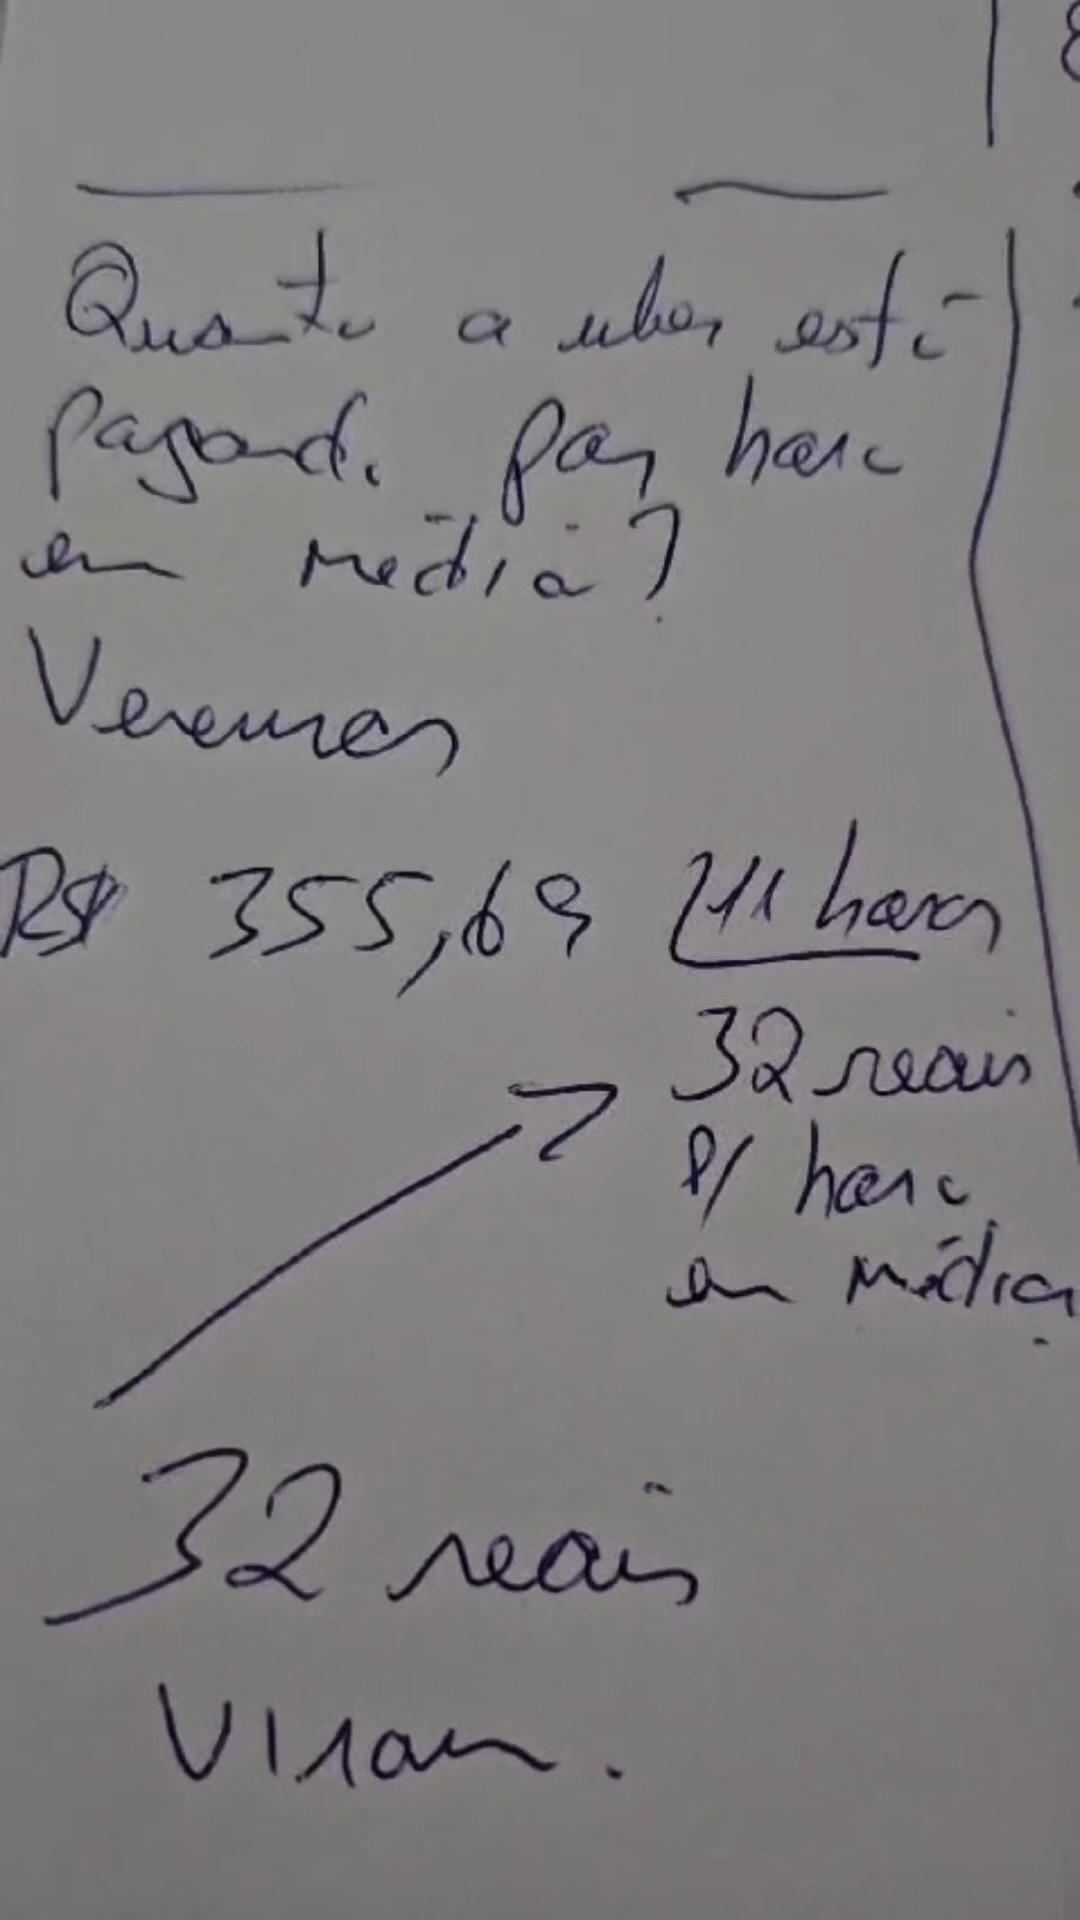 Quanto a uber está
pagando por hora
em média?
Veremos
R$ 355,69 11 horas
32 reais
P/ hora
em média
32 reais
Viram.